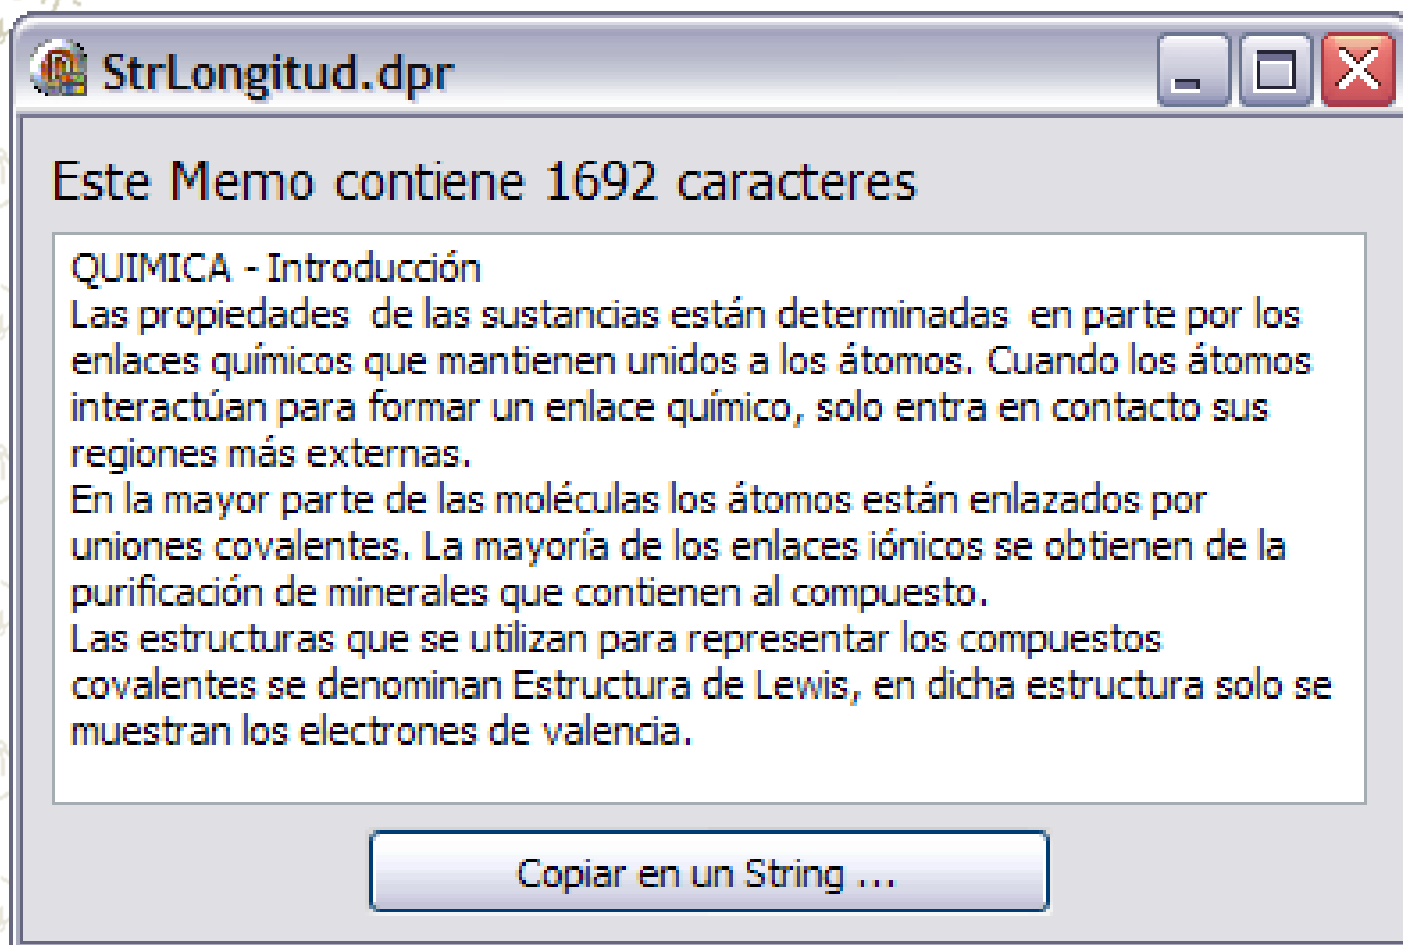 StrLongitud.dpr
Este Memo contiene 1692 caracteres
QUIMICA - Introducción
Las propiedades  de las sustancias están determinadas  en parte por los
enlaces químicos que mantienen unidos a los átomos. Cuando los átomos
interactúan para formar un enlace químico, solo entra en contacto sus
regiones más externas.
En la mayor parte de las moléculas los átomos están enlazados por
uniones covalentes. La mayoría de los enlaces iónicos se obtienen de la
purificación de minerales que contienen al compuesto.
Las estructuras que se utilizan para representar los compuestos
covalentes se denominan Estructura de Lewis, en dicha estructura solo se
muestran los electrones de valencia.
Copiar en un String ...